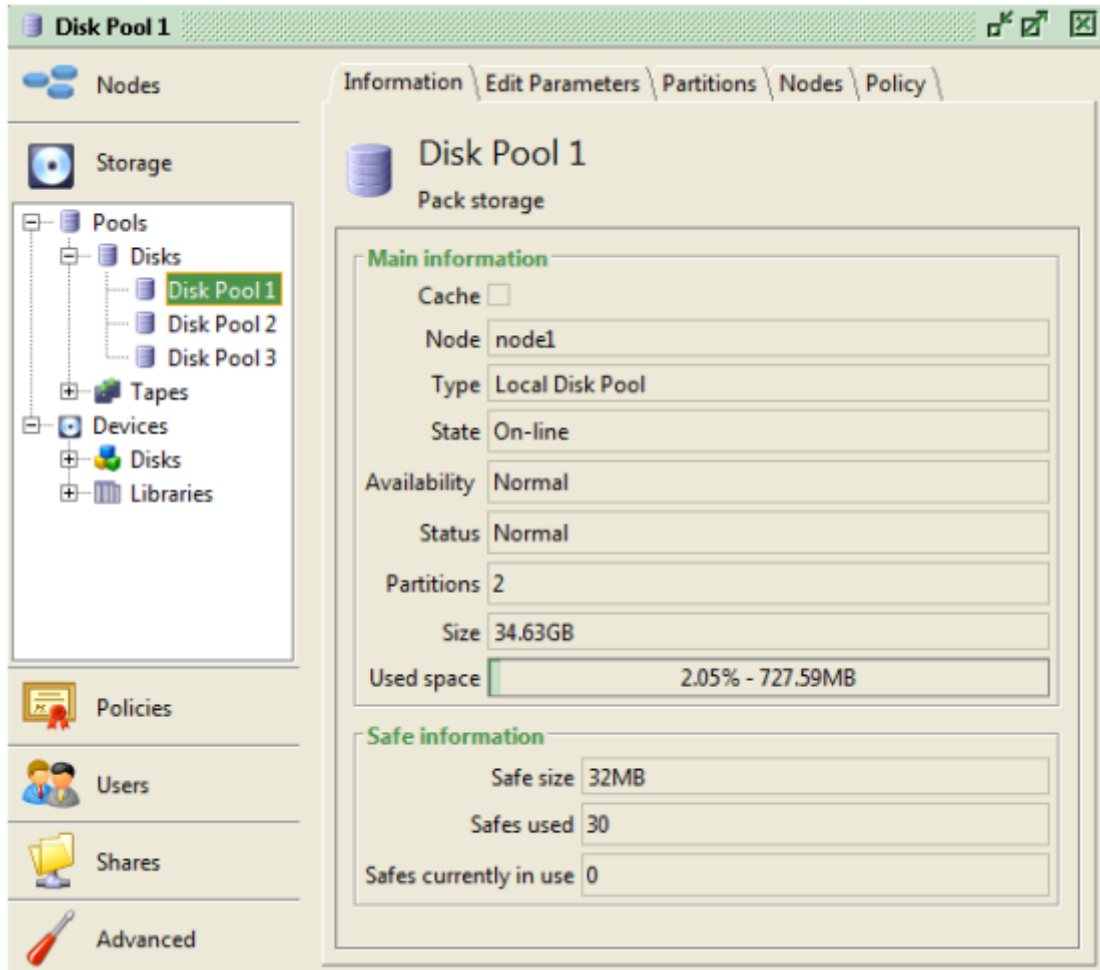 Disk Pool 1
Nodes
Storage
Pools
Disks
Disk Pool 1
Disk Pool 2
Disk Pool 3
Tapes
Devices
Disks
Libraries
Policies
Users
Shares
Advanced
Information Edit Parameters Partitions Nodes Policy
Disk Pool 1
Pack storage
Main information
Cache
Node node1
Type Local Disk Pool
State On-line
Availability Normal
Status Normal
Partitions 2
Size 34.63GB
Used space 2.05% - 727.59MB
Safe information
Safe size 32MB
Safes used 30
Safes currently in use 0